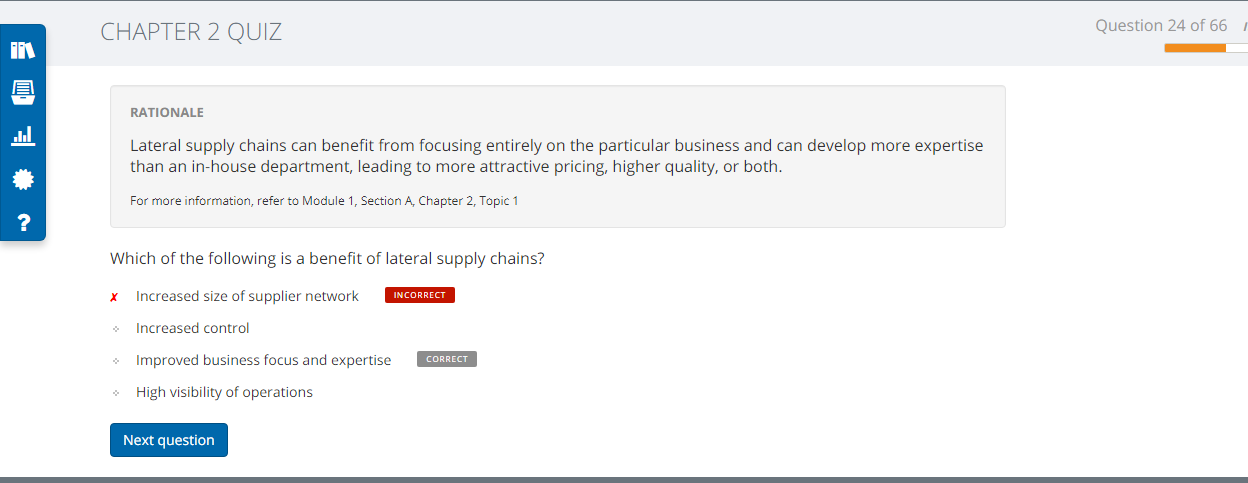 CHAPTER 2 QUIZ
Question 24 of 66
RATIONALE
Lateral supply chains can benefit from focusing entirely on the particular business and can develop more expertise
than an in-house department, leading to more attractive pricing, higher quality, or both.
For more information, refer to Module 1, Section A, Chapter 2, Topic 1
Which of the following is a benefit of lateral supply chains?
✗ Increased size of supplier network INCORRECT
Increased control
Improved business focus and expertise CORRECT
High visibility of operations
Next question
?